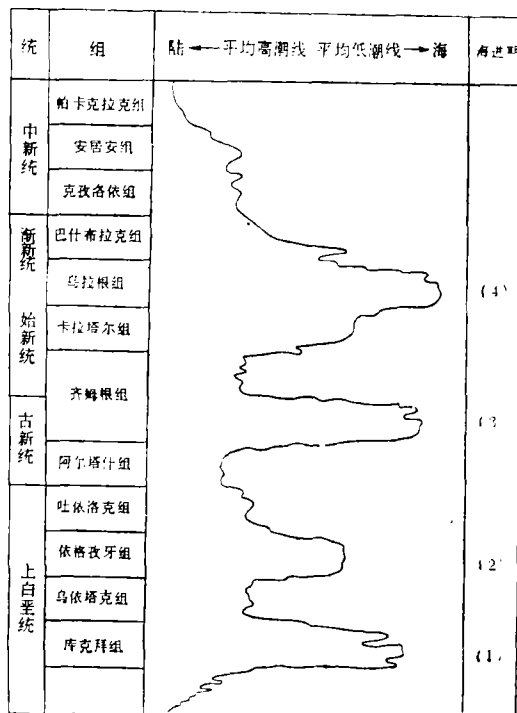 统 组 陆←平均高潮线 平均低潮线→海 海进期
中新统
帕卡克拉克组
安居安组
克孜洛依组
渐新统
巴什布拉克组
乌拉根组
(4)
始新统
卡拉塔尔组
齐姆根组
(3
古新统
阿尔塔什组
上白垩统
吐依洛克组
依格孜牙组
(2)
乌依塔克组
库克拜组
(1)